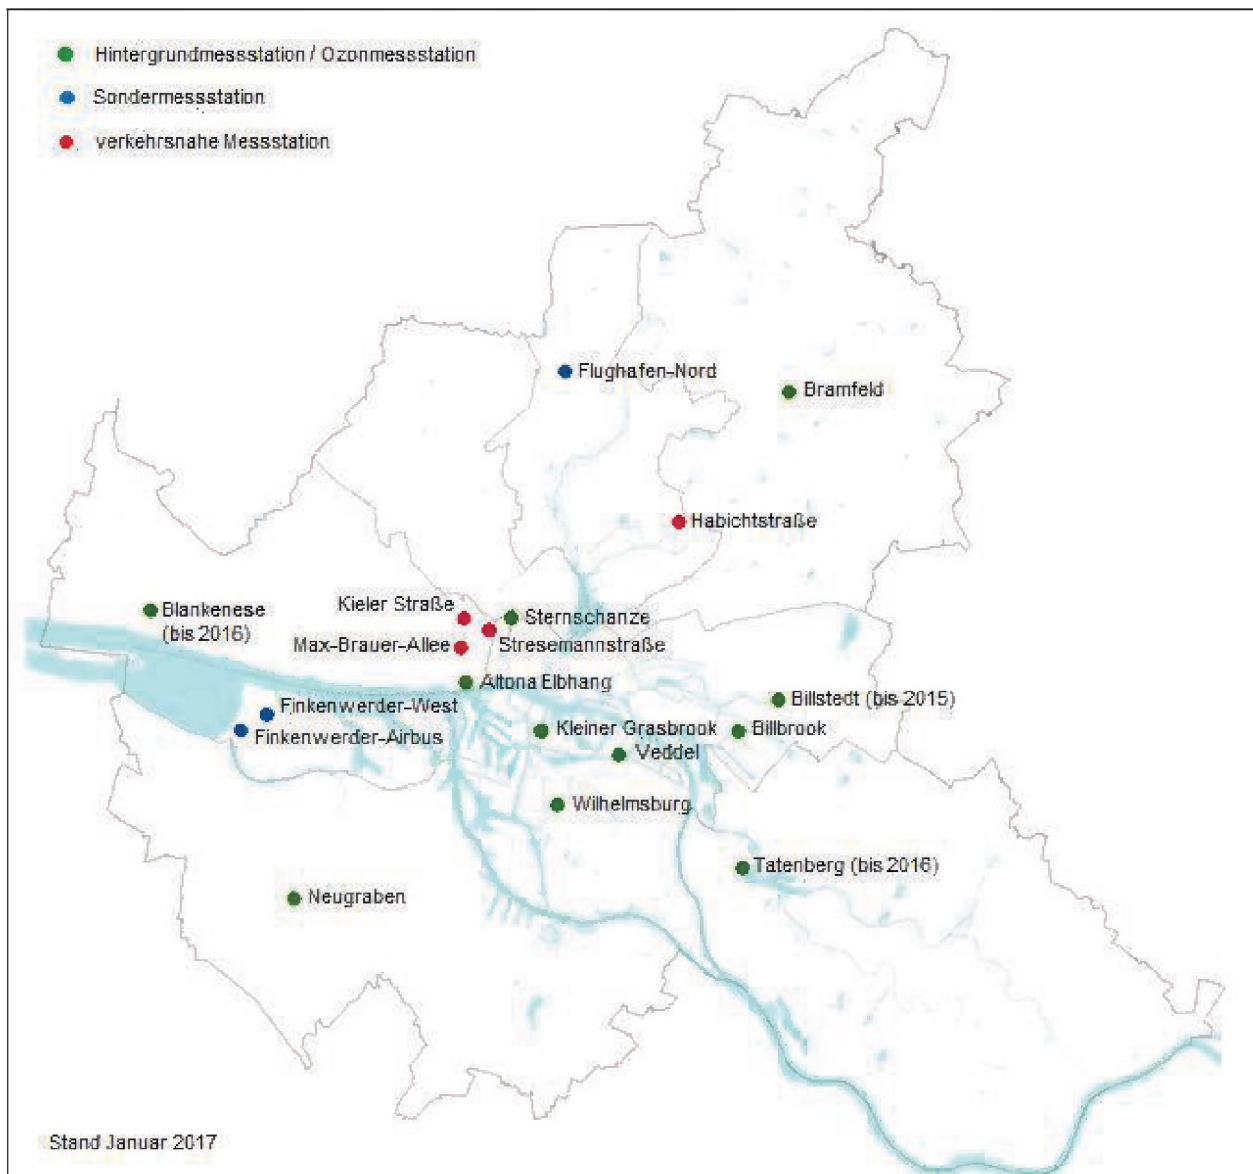 Hintergrundmessstation / Ozonmessstation
Sondermessstation
verkehrsnahe Messstation
Flughafen-Nord
Bramfeld
Habichtstraße
Blankenese
(bis 2016)
Kieler Straße
Sternschanze
Max-Brauer-Allee
Stresemannstraße
Altona Elbhang
Finkenwerder-West
Finkenwerder-Airbus
Kleiner Grasbrook
Billstedt (bis 2015)
Billbrook
Veddel
Wilhelmsburg
Tatenberg (bis 2016)
Neugraben
Stand Januar 2017